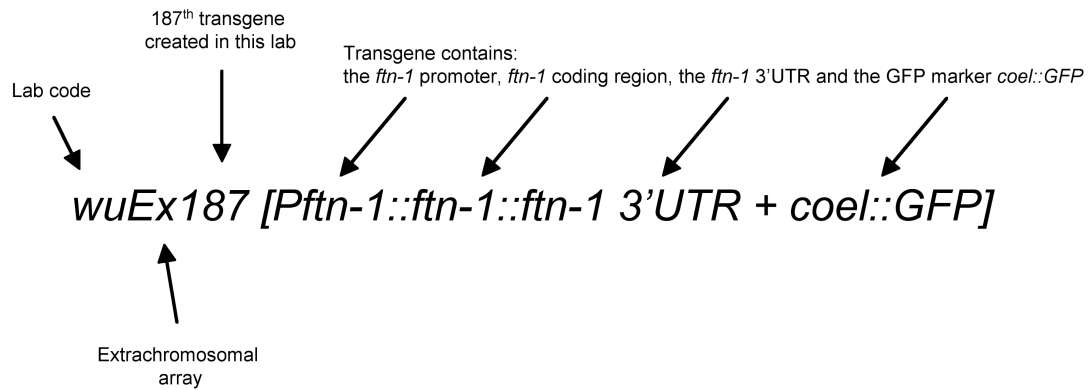 187th transgene
created in this lab
Transgene contains:
the ftn-1 promoter, ftn-1 coding region, the ftn-1 3'UTR and the GFP marker coel::GFP
Lab code
wuEx187 [Pftn-1::ftn-1::ftn-1 3'UTR + coel::GFP]
Extrachromosomal
array